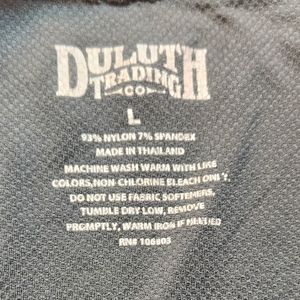 DULUTH
TRADING
CO
L
93% NYLON 7% SPANDEX
MADE IN THAILAND
MACHINE WASH WARM WITH LIKE
COLORS, NON-CHLORINE BLEACH ONLY,
DO NOT USE FABRIC SOFTENERS,
TUMBLE DRY LOW, REMOVE
PROMPTLY, WARM IRON IF NEEDED
RN# 106803